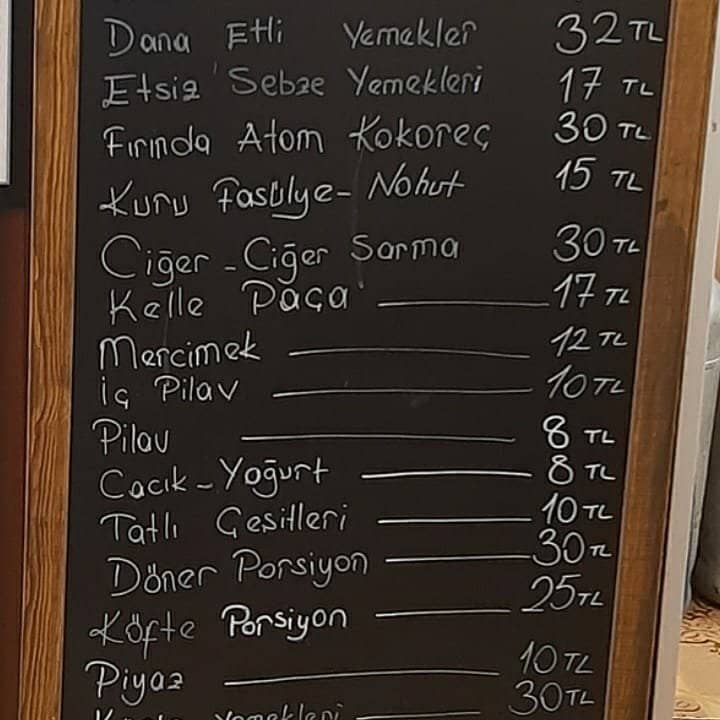 Dana Etli Yemekler 32 TL
Etsiz Sebze Yemekleri 17 TL
Fırında Atom Kokoreç 30 TL
Kuru Fasülye - Nohut 15 TL
Ciğer - Ciğer Sarma 30 TL
Kelle Paça 17 TL
Mercimek 12 TL
İç Pilav 10 TL
Pilav 8 TL
Cacık - Yoğurt 8 TL
Tatlı Çeşitleri 10 TL
Döner Porsiyon 30 TL
Köfte Porsiyon 25 TL
Piyaz 10 TL
Yemekleri 30 TL